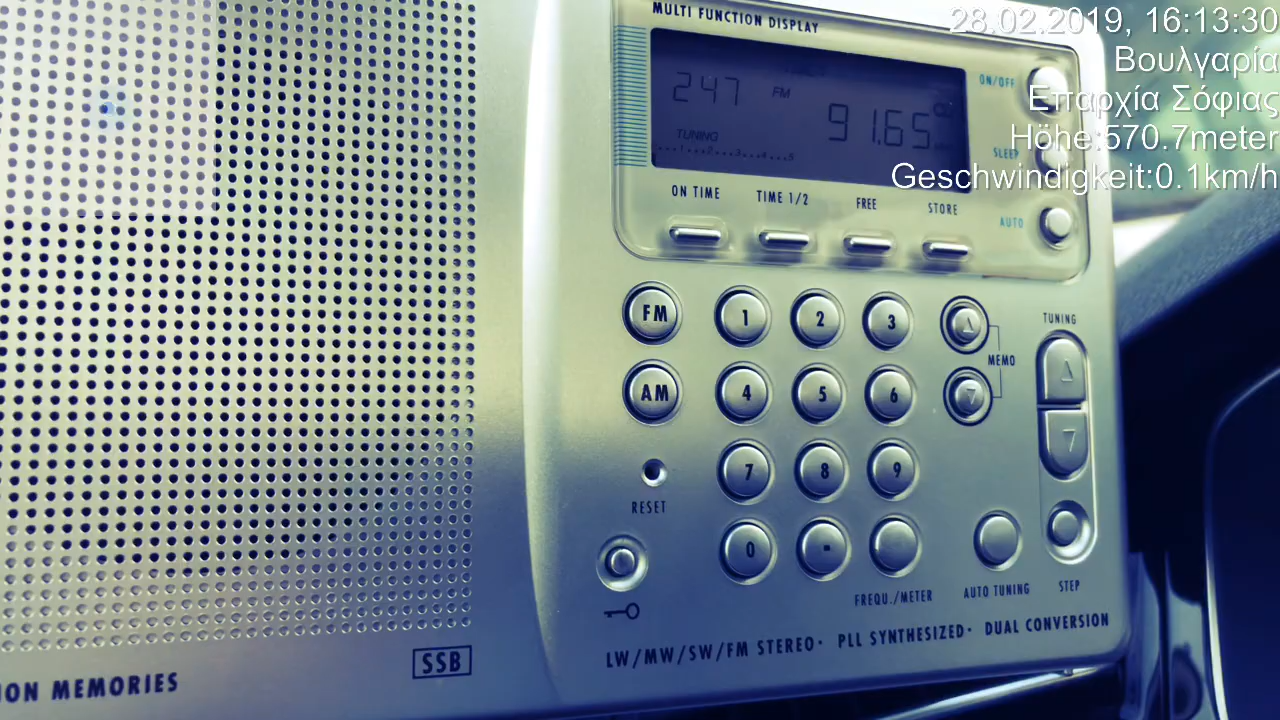 28.02.2019, 16:13:30
Βουλγαρία
Επαρχία Σόφιας
Höhe:570.7meter
Geschwindigkeit:0.1km/h
MULTI FUNCTION DISPLAY
247 FM 91.65
TUNING
ON/OFF
SLEEP
AUTO
ON TIME TIME 1/2 FREE STORE
FM 1 2 3
TUNING
MEMO
AM 4 5 6
7 8 9
RESET
0
FREQU./METER AUTO TUNING STEP
LW/MW/SW/FM STEREO· PLL SYNTHESIZED· DUAL CONVERSION
SSB
ION MEMORIES